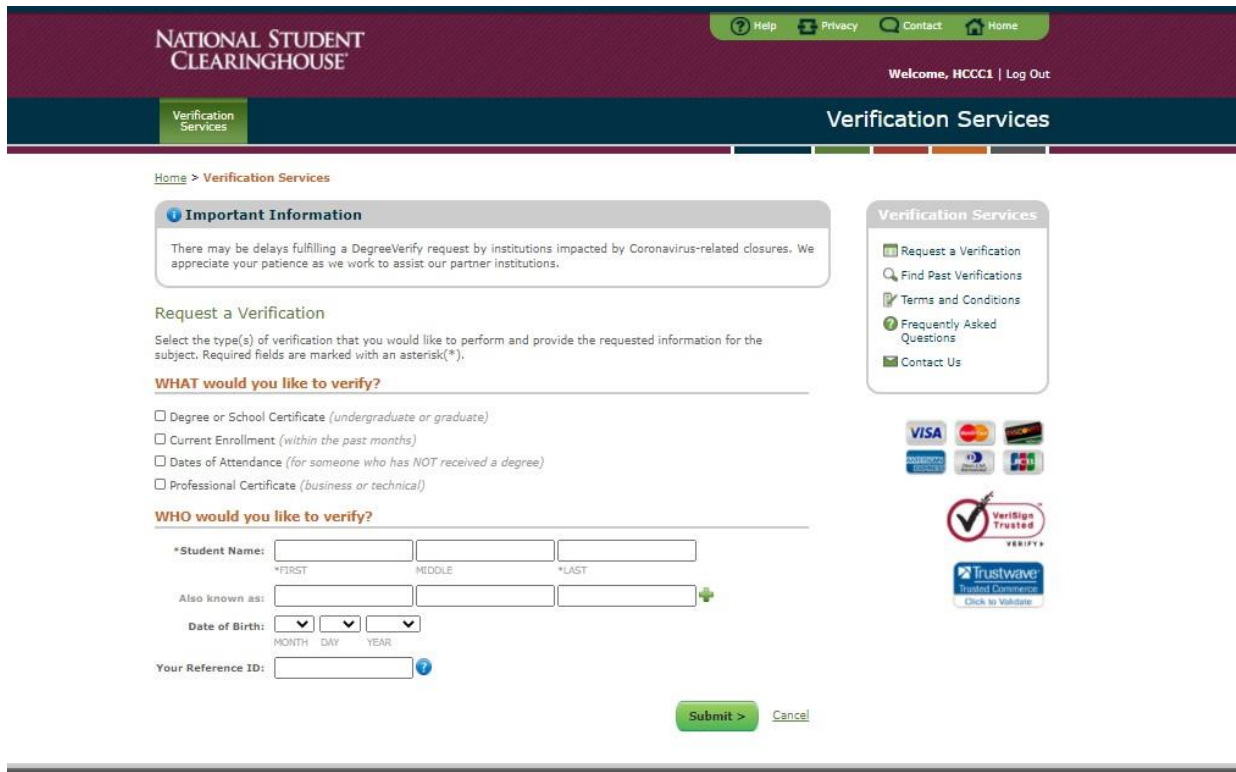 NATIONAL STUDENT
CLEARINGHOUSE®
Help Privacy Contact Home
Welcome, HCCC1 | Log Out
Verification
Services
Verification Services
Home > Verification Services
Important Information
There may be delays fulfilling a DegreeVerify request by institutions impacted by Coronavirus-related closures. We
appreciate your patience as we work to assist our partner institutions.
Request a Verification
Select the type(s) of verification that you would like to perform and provide the requested information for the
subject. Required fields are marked with an asterisk(*).
WHAT would you like to verify?
Degree or School Certificate (undergraduate or graduate)
Current Enrollment (within the past months)
Dates of Attendance (for someone who has NOT received a degree)
Professional Certificate (business or technical)
WHO would you like to verify?
*Student Name:
*FIRST MIDDLE *LAST
Also known as:
Date of Birth:
MONTH DAY YEAR
Your Reference ID:
Submit > Cancel
Verification Services
Request a Verification
Find Past Verifications
Terms and Conditions
Frequently Asked
Questions
Contact Us
VISA
VeriSign
Trusted
VERIFY
Trustwave
Trusted Commerce
Click to Validate